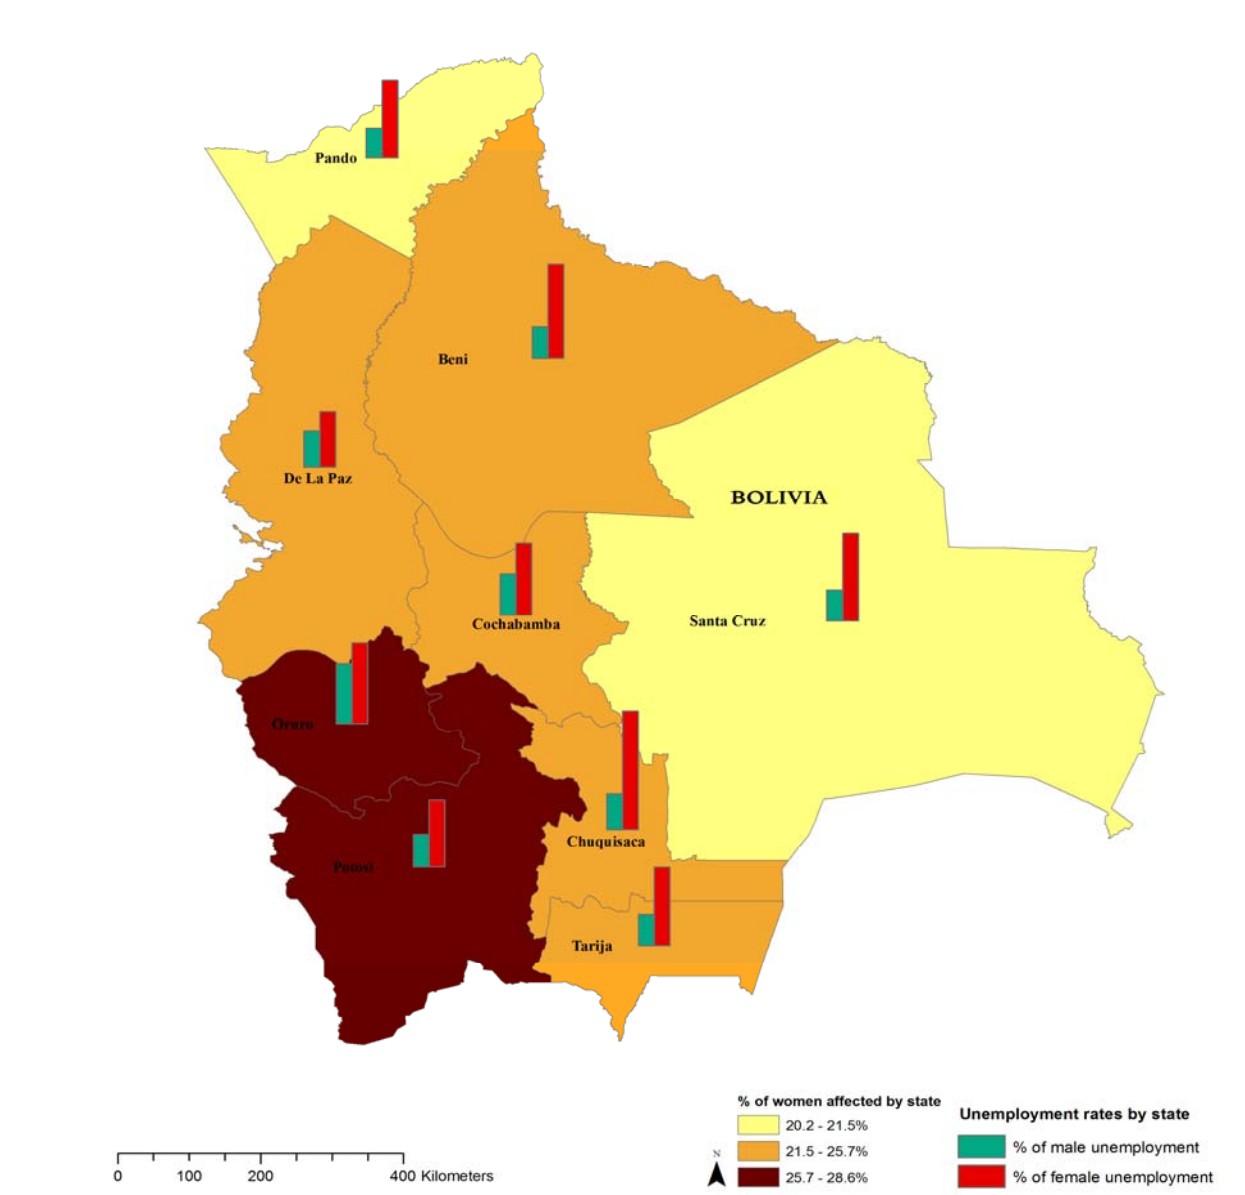 Pando
Beni
De La Paz
BOLIVIA
Cochabamba
Santa Cruz
Oruro
Chuquisaca
Potosi
Tarija
% of women affected by state
20.2 - 21.5%
21.5 - 25.7%
25.7 - 28.6%
Unemployment rates by state
% of male unemployment
% of female unemployment
N
0 100 200 400 Kilometers